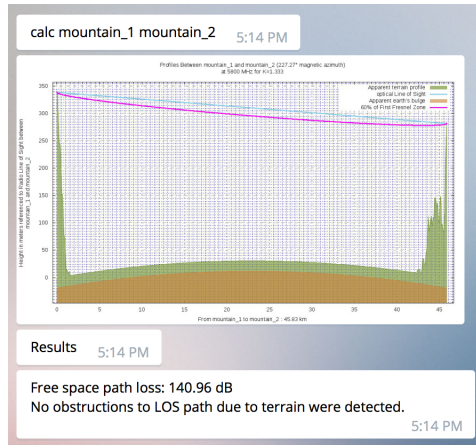 calc mountain_1 mountain_2 5:14 PM
Profiles Between mountain_1 and mountain_2 (227.27° magnetic azimuth)
at 5800 MHz for K=1.333
Apparent terrain profile
optical Line of Sight
Apparent earth's bulge
60% of First Fresnel Zone
350
300
250
200
150
100
50
0
Height in meters referenced to Radio Line of Sight between
mountain_1 and mountain_2
0 5 10 15 20 25 30 35 40 45
From mountain_1 to mountain_2 : 45.83 km
Results 5:14 PM
Free space path loss: 140.96 dB
No obstructions to LOS path due to terrain were detected.
5:14 PM